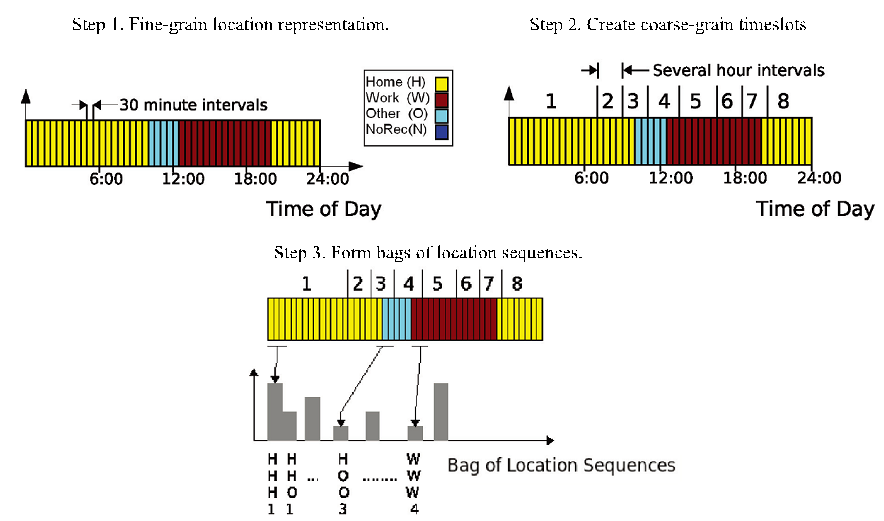 Step 1. Fine-grain location representation.
30 minute intervals
Home (H)
Work (W)
Other (O)
NoRec(N)
6:00 12:00 18:00 24:00
Time of Day
Step 2. Create coarse-grain timeslots
Several hour intervals
1 2 3 4 5 6 7 8
6:00 12:00 18:00 24:00
Time of Day
Step 3. Form bags of location sequences.
1 2 3 4 5 6 7 8
H H H W
H H ... O ........ W
H O O W
1 1 3 4
Bag of Location Sequences